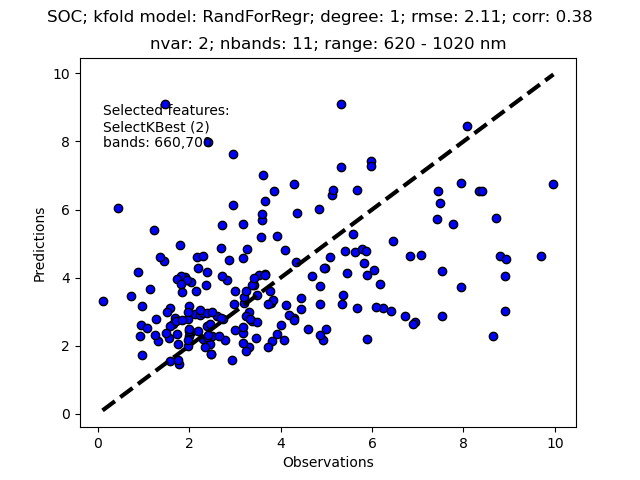 SOC; kfold model: RandForRegr; degree: 1; rmse: 2.11; corr: 0.38
nvar: 2; nbands: 11; range: 620 - 1020 nm
10
Selected features:
SelectKBest (2)
8
bands: 660,700
6
Predictions
4
2
0
0 2 4 6 8 10
Observations